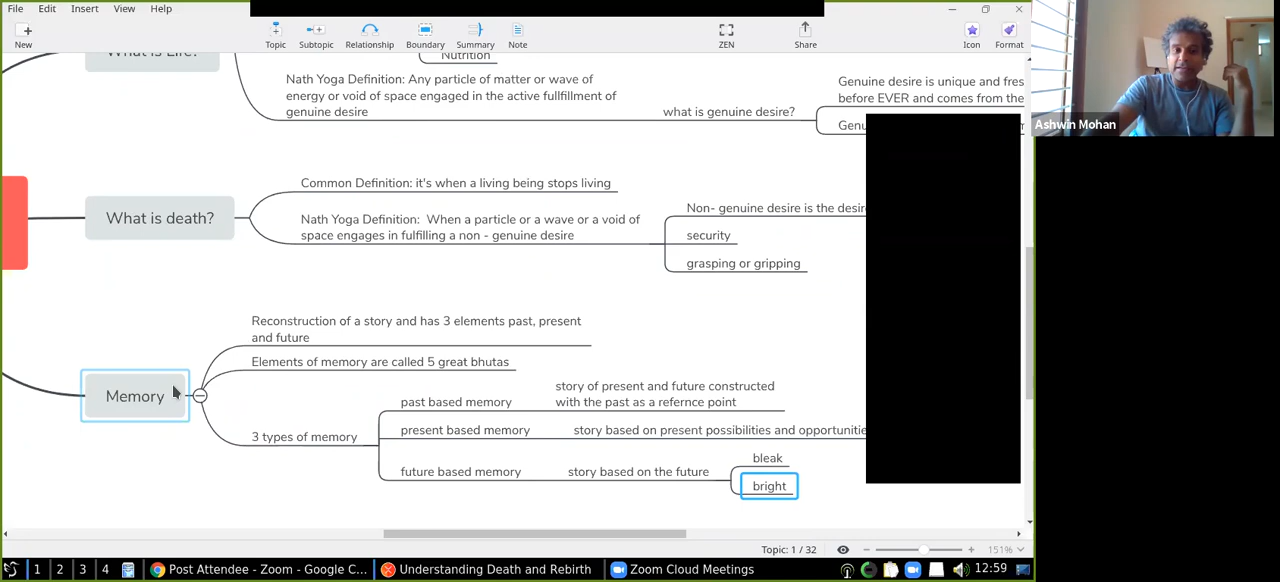 File Edit Insert View Help
New
Topic Subtopic Relationship Boundary Summary Note ZEN Share Icon Format
What is Life?
Nutrition
Nath Yoga Definition: Any particle of matter or wave of
energy or void of space engaged in the active fullfillment of
genuine desire
what is genuine desire?
Genuine desire is unique and fres
before EVER and comes from the
Genu
Ashwin Mohan
What is death?
Common Definition: it's when a living being stops living
Nath Yoga Definition: When a particle or a wave or a void of
space engages in fulfilling a non - genuine desire
Non- genuine desire is the desir
security
grasping or gripping
Memory
Reconstruction of a story and has 3 elements past, present
and future
Elements of memory are called 5 great bhutas
3 types of memory
past based memory
story of present and future constructed
with the past as a refernce point
present based memory
story based on present possibilities and opportunitie
future based memory
story based on the future
bleak
bright
Topic: 1 / 32
151%
1 2 3 4 Post Attendee - Zoom - Google C... Understanding Death and Rebirth Zoom Cloud Meetings 12:59